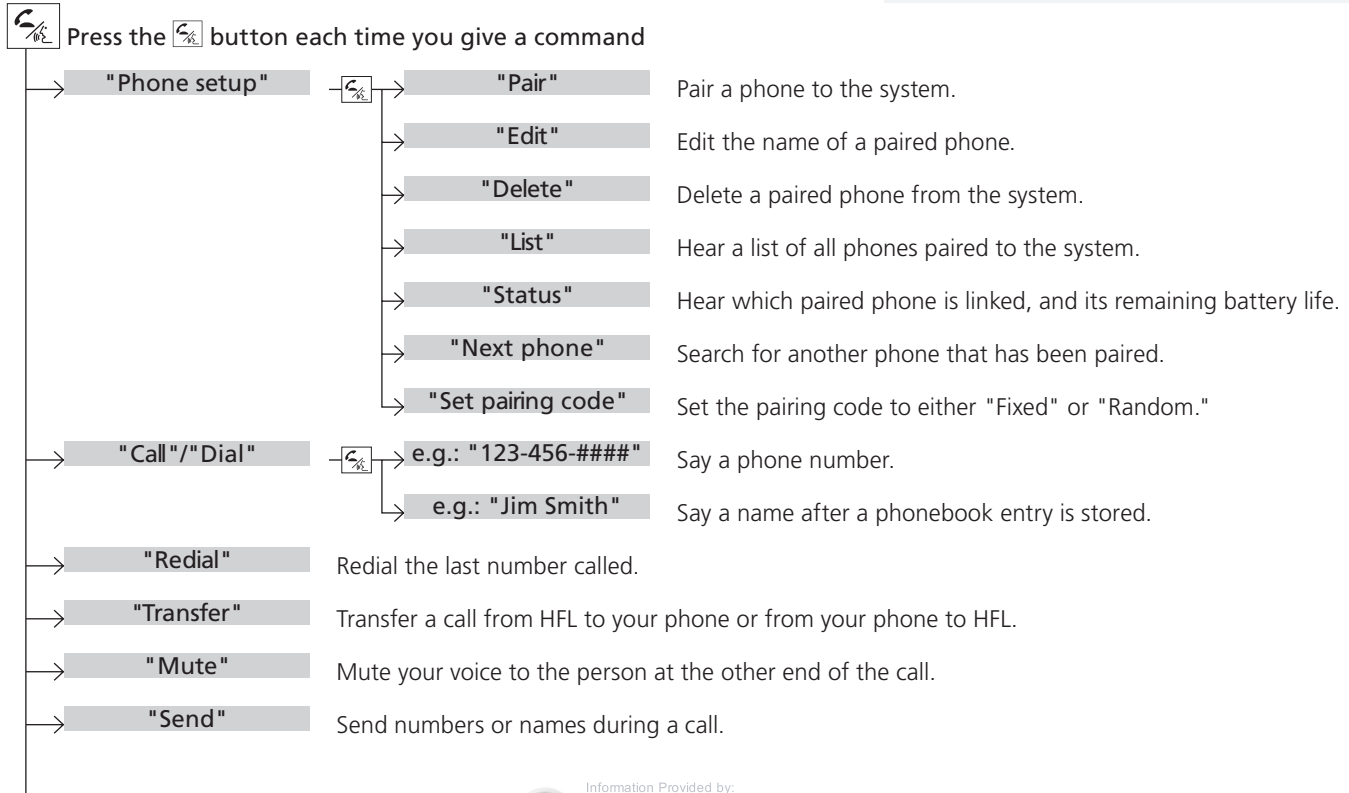 Press the button each time you give a command
"Phone setup" "Pair" Pair a phone to the system.
"Edit" Edit the name of a paired phone.
"Delete" Delete a paired phone from the system.
"List" Hear a list of all phones paired to the system.
"Status" Hear which paired phone is linked, and its remaining battery life.
"Next phone" Search for another phone that has been paired.
"Set pairing code" Set the pairing code to either "Fixed" or "Random."
"Call"/"Dial" e.g.: "123-456-####" Say a phone number.
e.g.: "Jim Smith" Say a name after a phonebook entry is stored.
"Redial" Redial the last number called.
"Transfer" Transfer a call from HFL to your phone or from your phone to HFL.
"Mute" Mute your voice to the person at the other end of the call.
"Send" Send numbers or names during a call.
Information Provided by: